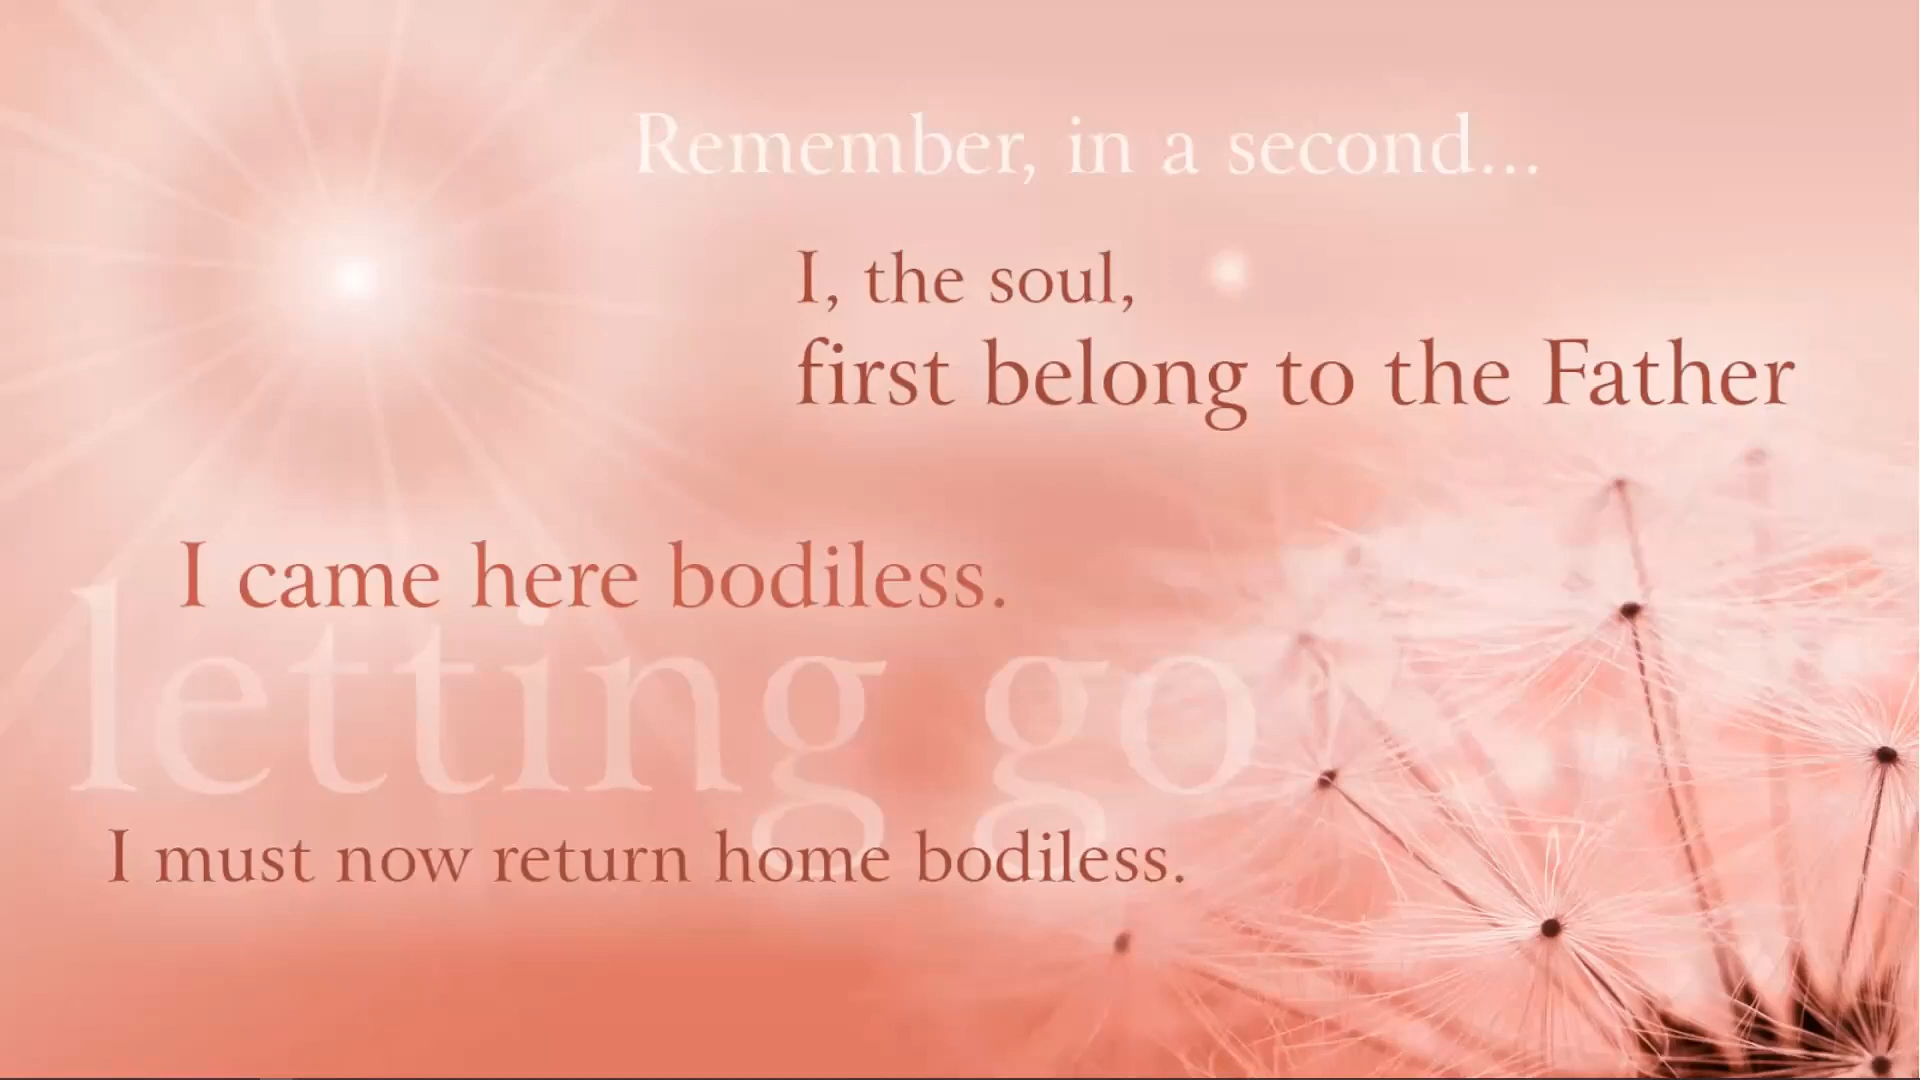 Remember, in a second...
I, the soul,
first belong to the Father
I came here bodiless.
letting go
I must now return home bodiless.